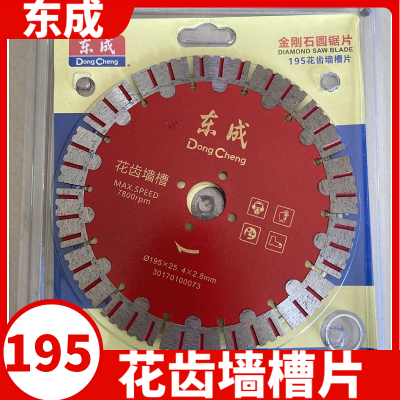 东成
东成
DongCheng
金刚石圆锯片
DIAMOND SAW BLADE
195花齿墙槽片
东成
DongCheng
花齿墙槽
MAX.SPEED
7800rpm
Ø195×25.4×2.8mm
30170100073
195
花齿墙槽片